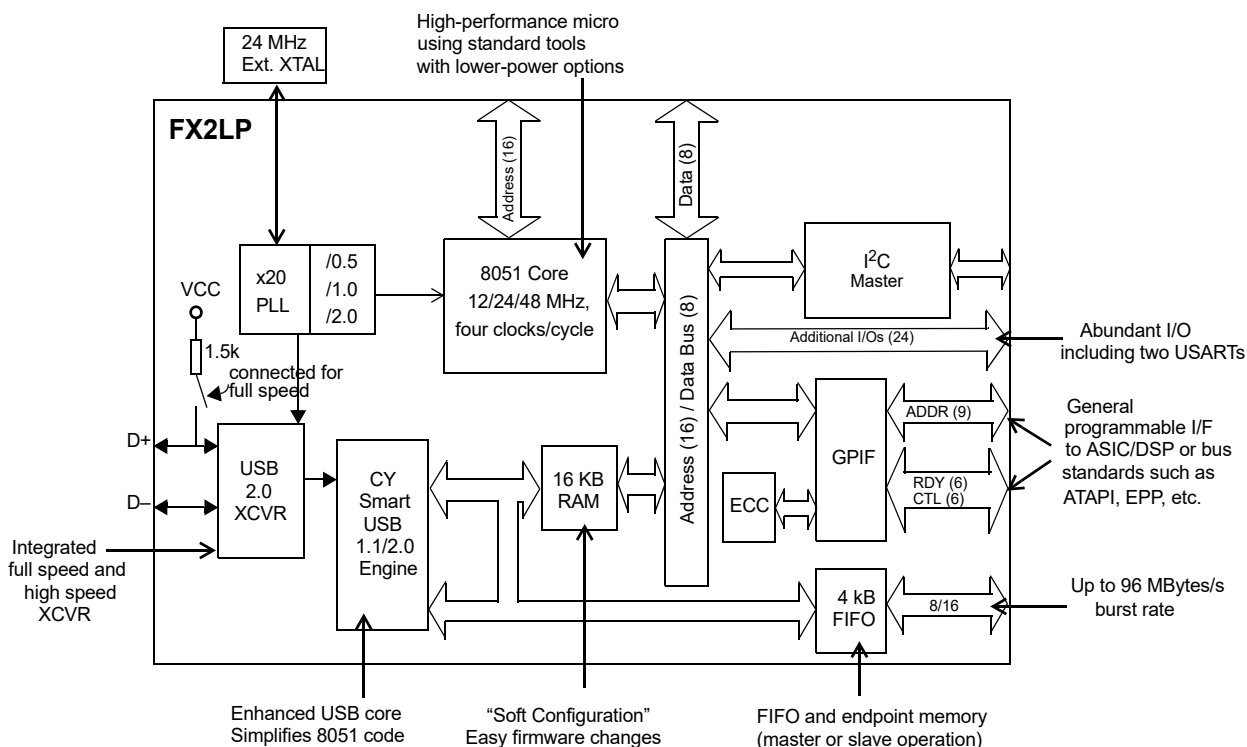 High-performance micro
using standard tools
with lower-power options
24 MHz
Ext. XTAL
FX2LP
Address (16)
Data (8)
x20
PLL
/0.5
/1.0
/2.0
8051 Core
12/24/48 MHz,
four clocks/cycle
I²C
Master
VCC
1.5k
connected for
full speed
Address (16) / Data Bus (8)
Additional I/Os (24)
Abundant I/O
including two USARTs
D+
D–
USB
2.0
XCVR
CY
Smart
USB
1.1/2.0
Engine
16 KB
RAM
ECC
GPIF
ADDR (9)
RDY (6)
CTL (6)
General
programmable I/F
to ASIC/DSP or bus
standards such as
ATAPI, EPP, etc.
Integrated
full speed and
high speed
XCVR
4 kB
FIFO
8/16
Up to 96 MBytes/s
burst rate
Enhanced USB core
Simplifies 8051 code
“Soft Configuration”
Easy firmware changes
FIFO and endpoint memory
(master or slave operation)